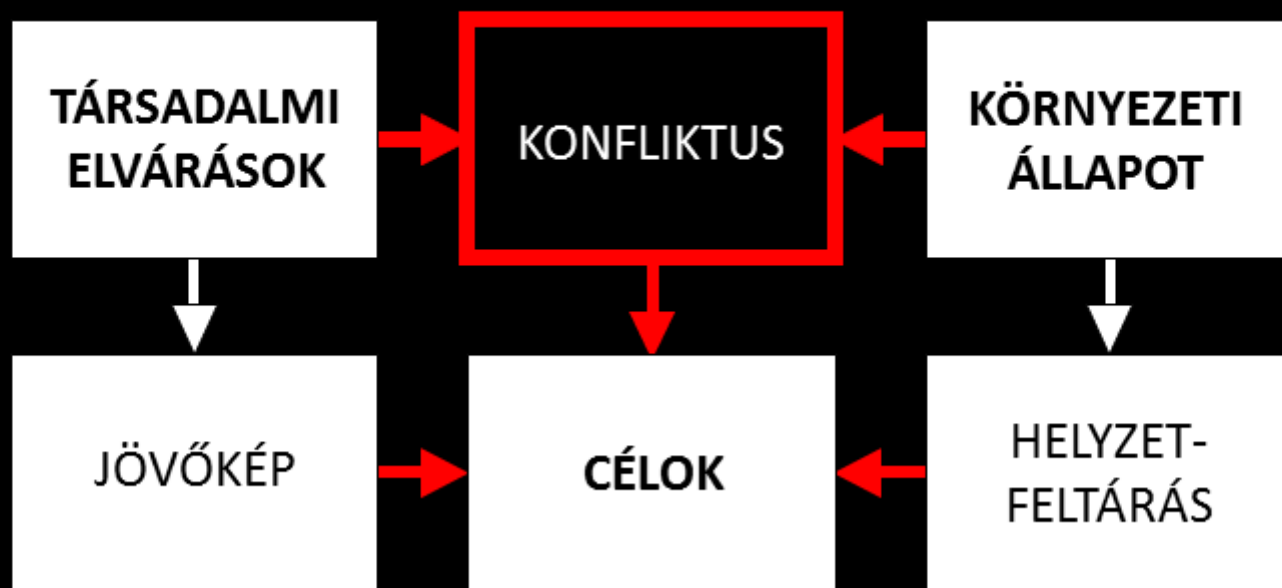 TÁRSADALMI
ELVÁRÁSOK
KONFLIKTUS
KÖRNYEZETI
ÁLLAPOT
JÖVŐKÉP
CÉLOK
HELYZET-
FELTÁRÁS